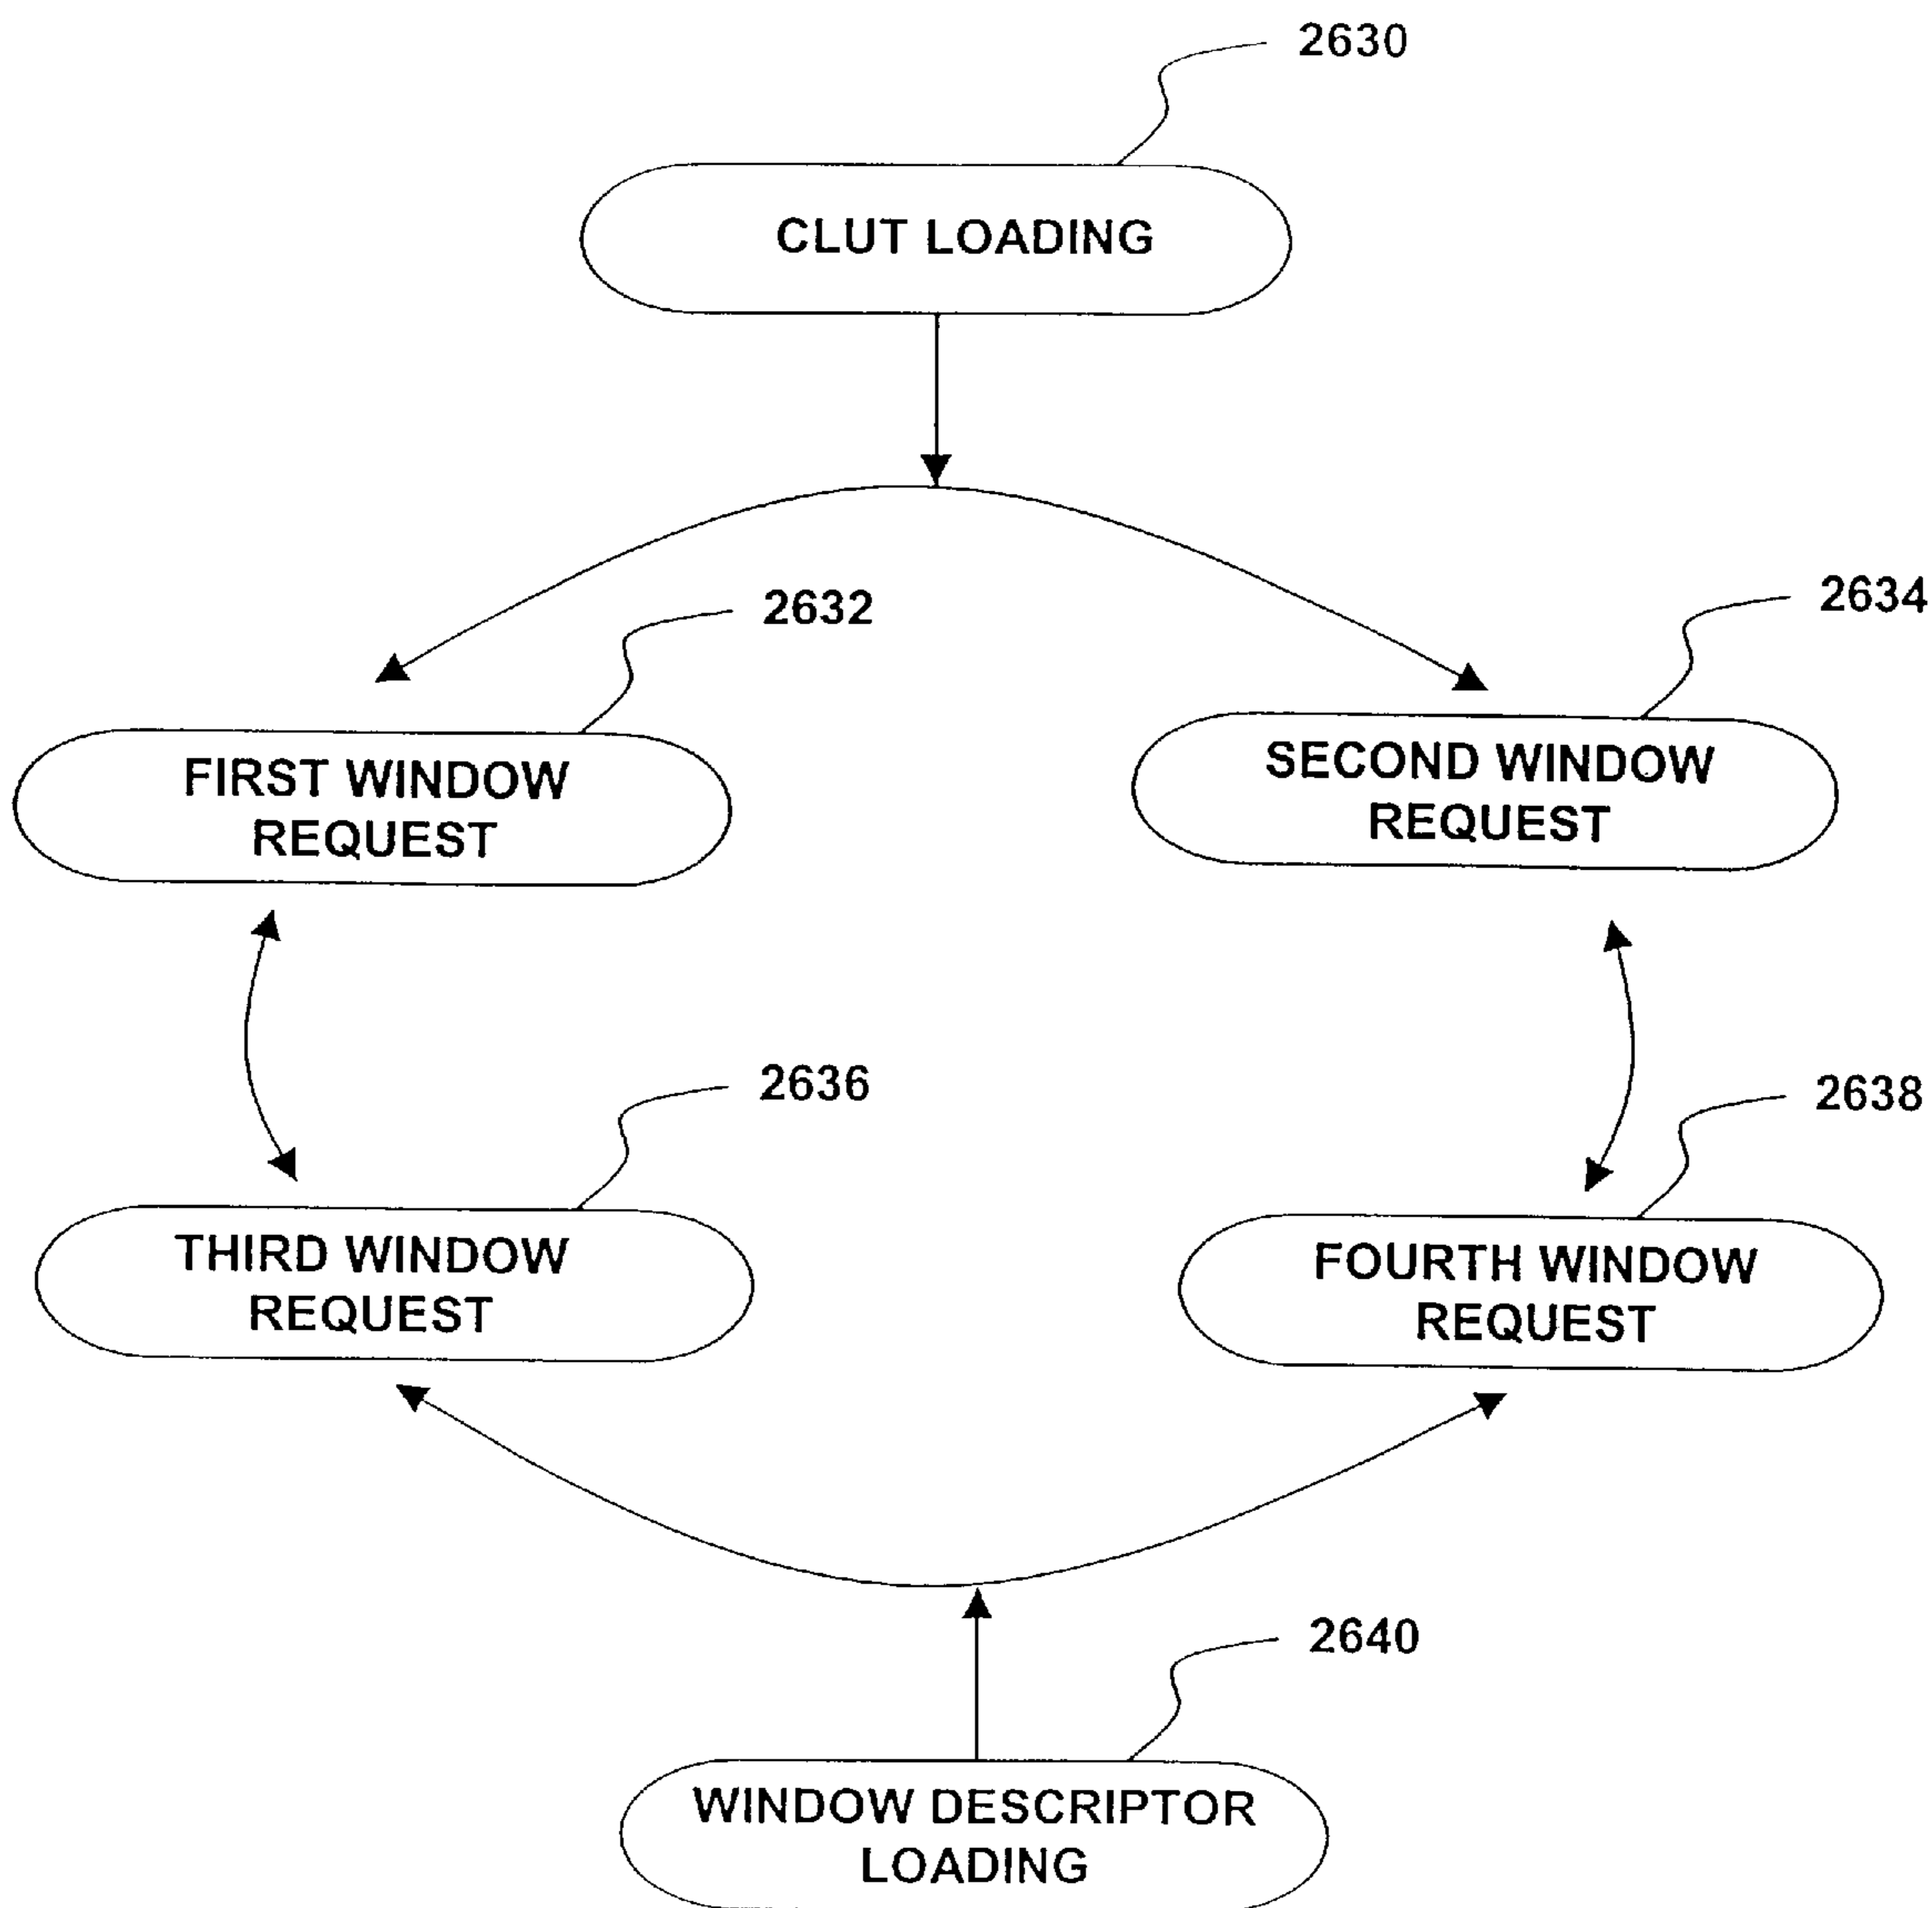 2630
CLUT LOADING
2632
2634
FIRST WINDOW
REQUEST
SECOND WINDOW
REQUEST
2636
2638
THIRD WINDOW
REQUEST
FOURTH WINDOW
REQUEST
2640
WINDOW DESCRIPTOR
LOADING